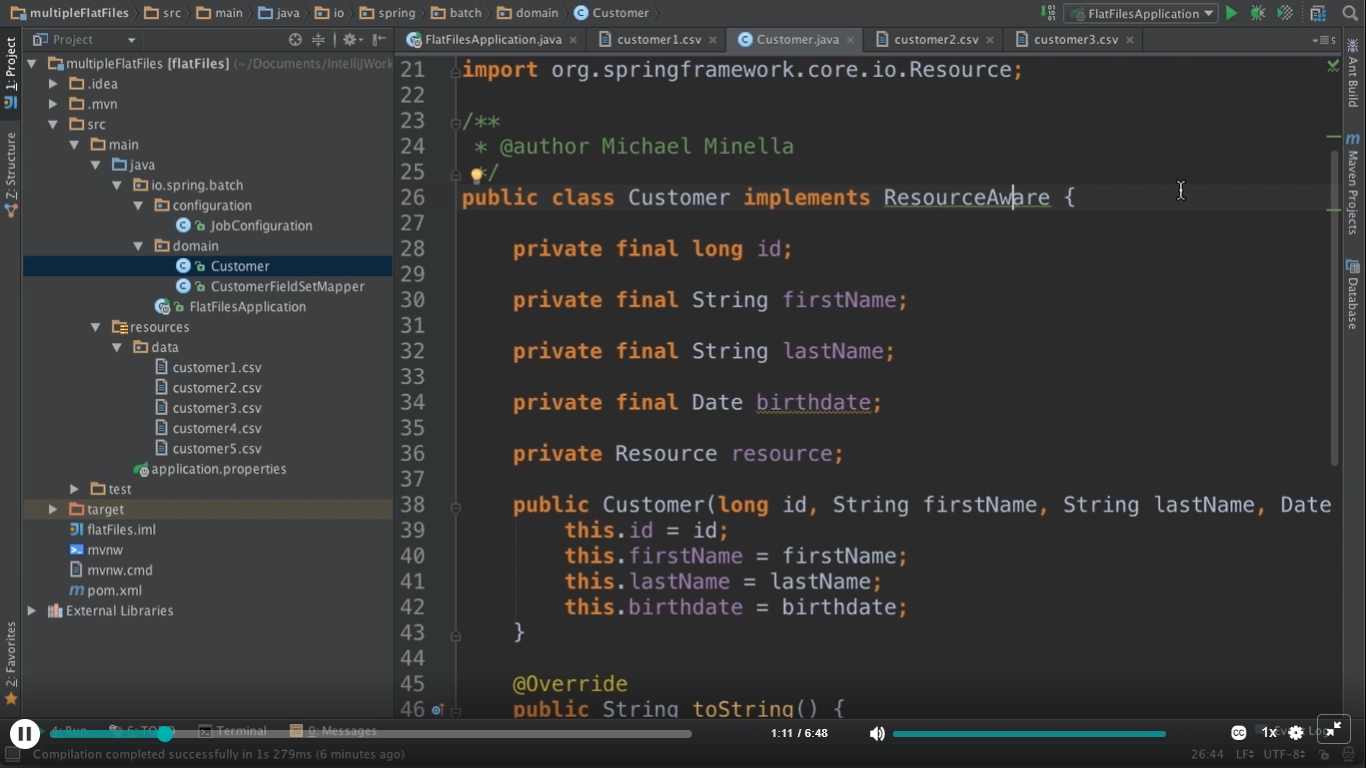 multipleFlatFiles src main java io spring batch domain Customer FlatFilesApplication
Project
FlatFilesApplication.java customer1.csv Customer.java customer2.csv customer3.csv
1: Project
Z: Structure
2: Favorites
multipleFlatFiles [flatFiles] (~/Documents/IntelliJWork
.idea
.mvn
src
main
java
io.spring.batch
configuration
JobConfiguration
domain
Customer
CustomerFieldSetMapper
FlatFilesApplication
resources
data
customer1.csv
customer2.csv
customer3.csv
customer4.csv
customer5.csv
application.properties
test
target
flatFiles.iml
mvnw
mvnw.cmd
pom.xml
External Libraries
21 import org.springframework.core.io.Resource;
22
23 /**
24 * @author Michael Minella
25 */
26 public class Customer implements ResourceAware {
27
28 private final long id;
29
30 private final String firstName;
31
32 private final String lastName;
33
34 private final Date birthdate;
35
36 private Resource resource;
37
38 public Customer(long id, String firstName, String lastName, Date
39 this.id = id;
40 this.firstName = firstName;
41 this.lastName = lastName;
42 this.birthdate = birthdate;
43 }
44
45 @Override
46 public String toString() {
Ant Build
Maven Projects
Database
4: Run 6: TODO Terminal 0: Messages
1:11 / 6:48
CC 1x
Compilation completed successfully in 1s 279ms (6 minutes ago)
26:44 LF UTF-8